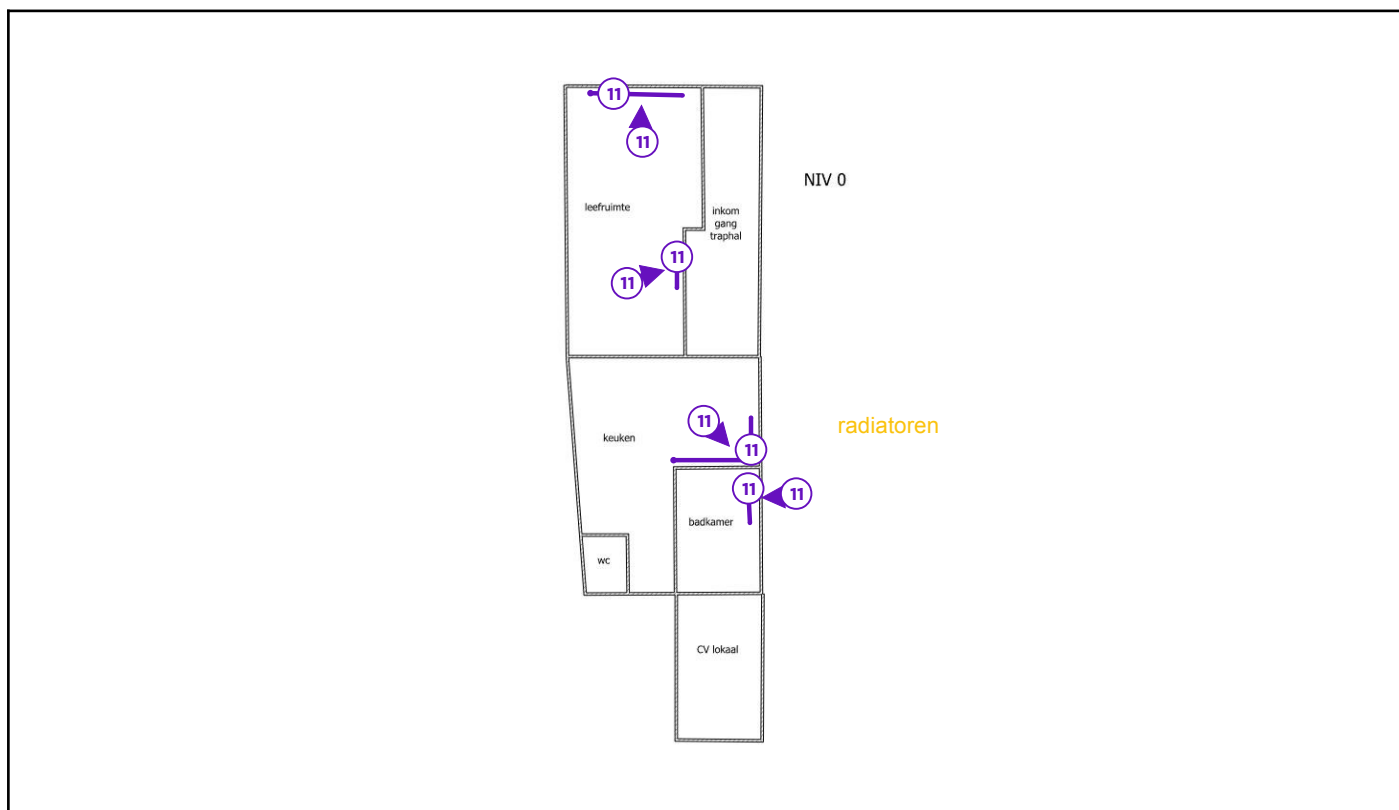 11
11
NIV 0
leefruimte
inkom
gang
traphal
11
11
11
radiatoren
keuken
11
11
11
badkamer
wc
CV lokaal